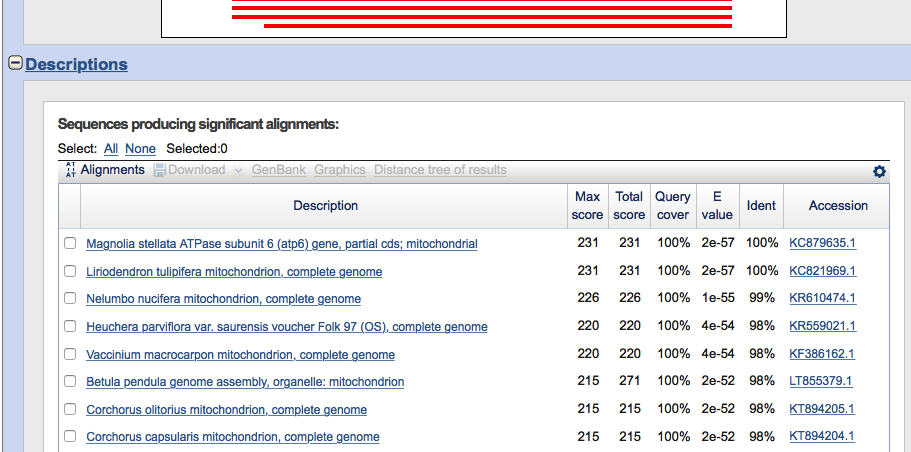 Descriptions
Sequences producing significant alignments:
Select: All None Selected:0
Alignments Download GenBank Graphics Distance tree of results
Description Max score Total score Query cover E value Ident Accession
Magnolia stellata ATPase subunit 6 (atp6) gene, partial cds; mitochondrial 231 231 100% 2e-57 100% KC879635.1
Liriodendron tulipifera mitochondrion, complete genome 231 231 100% 2e-57 100% KC821969.1
Nelumbo nucifera mitochondrion, complete genome 226 226 100% 1e-55 99% KR610474.1
Heuchera parviflora var. saurensis voucher Folk 97 (OS), complete genome 220 220 100% 4e-54 98% KR559021.1
Vaccinium macrocarpon mitochondrion, complete genome 220 220 100% 4e-54 98% KF386162.1
Betula pendula genome assembly, organelle: mitochondrion 215 271 100% 2e-52 98% LT855379.1
Corchorus olitorius mitochondrion, complete genome 215 215 100% 2e-52 98% KT894205.1
Corchorus capsularis mitochondrion, complete genome 215 215 100% 2e-52 98% KT894204.1